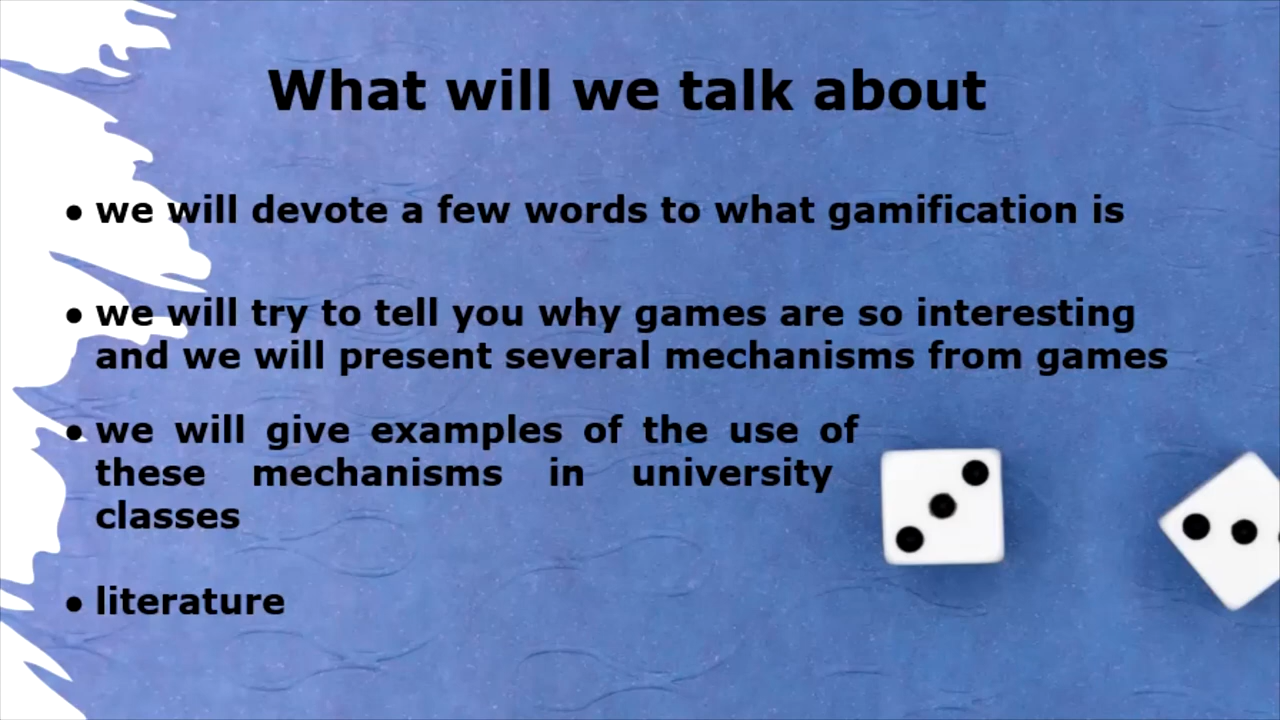 What will we talk about
• we will devote a few words to what gamification is
• we will try to tell you why games are so interesting
and we will present several mechanisms from games
• we will give examples of the use of
these mechanisms in university
classes
• literature